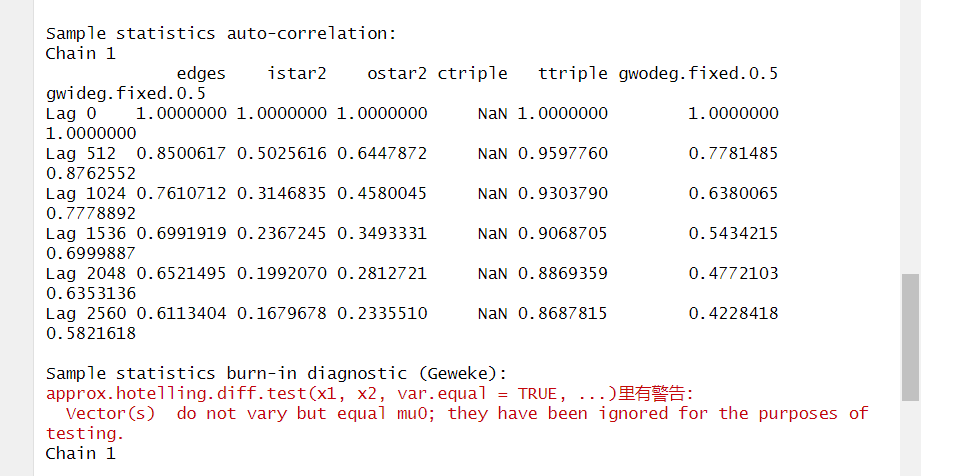 Sample statistics auto-correlation:
Chain 1
edges istar2 ostar2 ctriple ttriple gwodeg.fixed.0.5
gwideg.fixed.0.5
Lag 0 1.0000000 1.0000000 1.0000000 NaN 1.0000000 1.0000000
1.0000000
Lag 512 0.8500617 0.5025616 0.6447872 NaN 0.9597760 0.7781485
0.8762552
Lag 1024 0.7610712 0.3146835 0.4580045 NaN 0.9303790 0.6380065
0.7778892
Lag 1536 0.6991919 0.2367245 0.3493331 NaN 0.9068705 0.5434215
0.6999887
Lag 2048 0.6521495 0.1992070 0.2812721 NaN 0.8869359 0.4772103
0.6353136
Lag 2560 0.6113404 0.1679678 0.2335510 NaN 0.8687815 0.4228418
0.5821618
Sample statistics burn-in diagnostic (Geweke):
approx.hotelling.diff.test(x1, x2, var.equal = TRUE, ...)里有警告:
Vector(s) do not vary but equal mu0; they have been ignored for the purposes of
testing.
Chain 1